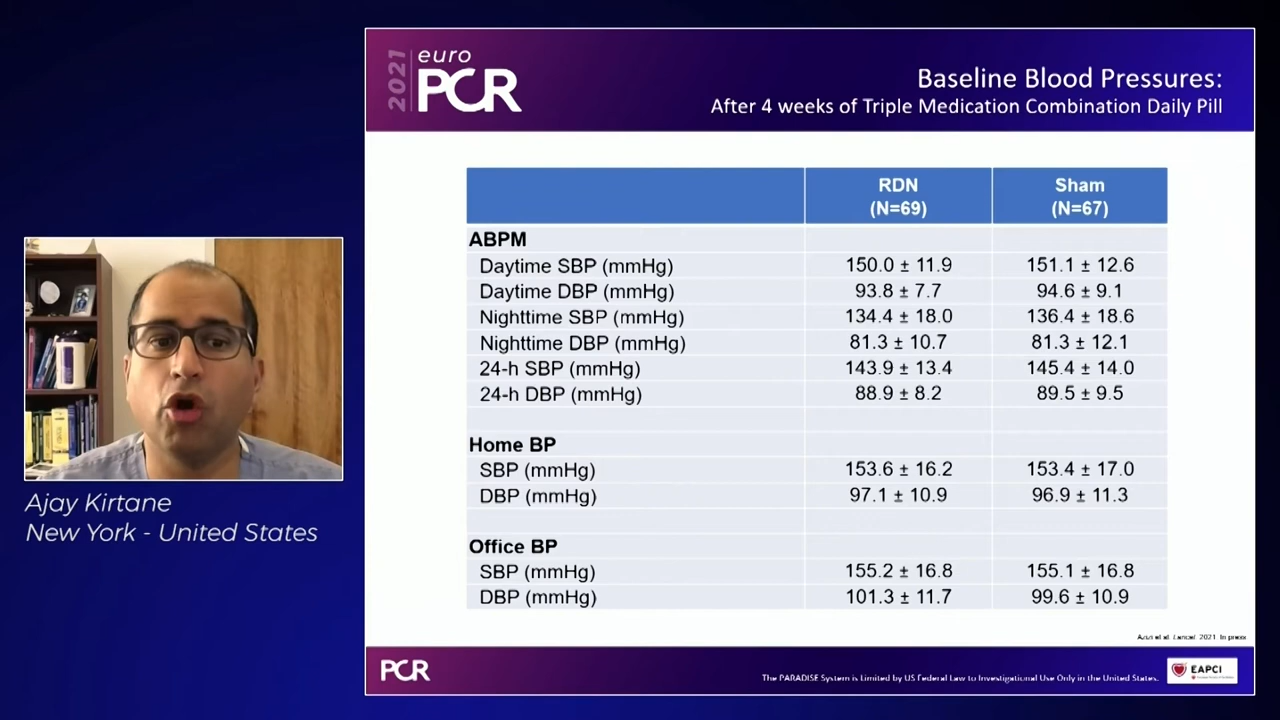 2021 euro
PCR
Baseline Blood Pressures:
After 4 weeks of Triple Medication Combination Daily Pill
RDN Sham
(N=69) (N=67)
ABPM
Daytime SBP (mmHg) 150.0 ± 11.9 151.1 ± 12.6
Daytime DBP (mmHg) 93.8 ± 7.7 94.6 ± 9.1
Nighttime SBP (mmHg) 134.4 ± 18.0 136.4 ± 18.6
Nighttime DBP (mmHg) 81.3 ± 10.7 81.3 ± 12.1
24-h SBP (mmHg) 143.9 ± 13.4 145.4 ± 14.0
24-h DBP (mmHg) 88.9 ± 8.2 89.5 ± 9.5
Home BP
SBP (mmHg) 153.6 ± 16.2 153.4 ± 17.0
DBP (mmHg) 97.1 ± 10.9 96.9 ± 11.3
Office BP
SBP (mmHg) 155.2 ± 16.8 155.1 ± 16.8
DBP (mmHg) 101.3 ± 11.7 99.6 ± 10.9
et al. Lancet. 2021. In press
Ajay Kirtane
New York - United States
PCR
The PARADISE System is Limited by US Federal Law to Investigational Use Only in the United States.
EAPCI